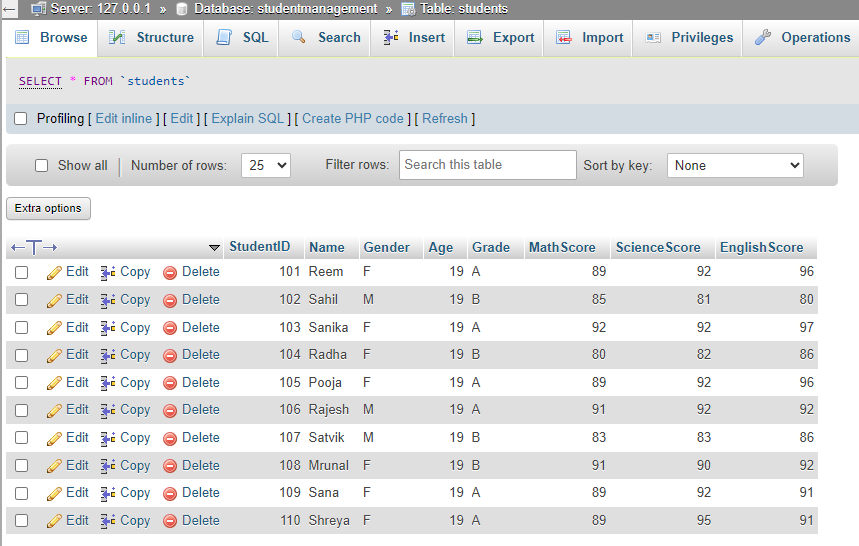 Server: 127.0.0.1 » Database: studentmanagement » Table: students
Browse Structure SQL Search Insert Export Import Privileges Operations
SELECT * FROM `students`
Profiling [ Edit inline ] [ Edit ] [ Explain SQL ] [ Create PHP code ] [ Refresh ]
Show all Number of rows: 25 Filter rows: Search this table Sort by key: None
Extra options
StudentID Name Gender Age Grade MathScore ScienceScore EnglishScore
Edit Copy Delete 101 Reem F 19 A 89 92 96
Edit Copy Delete 102 Sahil M 19 B 85 81 80
Edit Copy Delete 103 Sanika F 19 A 92 92 97
Edit Copy Delete 104 Radha F 19 B 80 82 86
Edit Copy Delete 105 Pooja F 19 A 89 92 96
Edit Copy Delete 106 Rajesh M 19 A 91 92 92
Edit Copy Delete 107 Satvik M 19 B 83 83 86
Edit Copy Delete 108 Mrunal F 19 B 91 90 92
Edit Copy Delete 109 Sana F 19 A 89 92 91
Edit Copy Delete 110 Shreya F 19 A 89 95 91